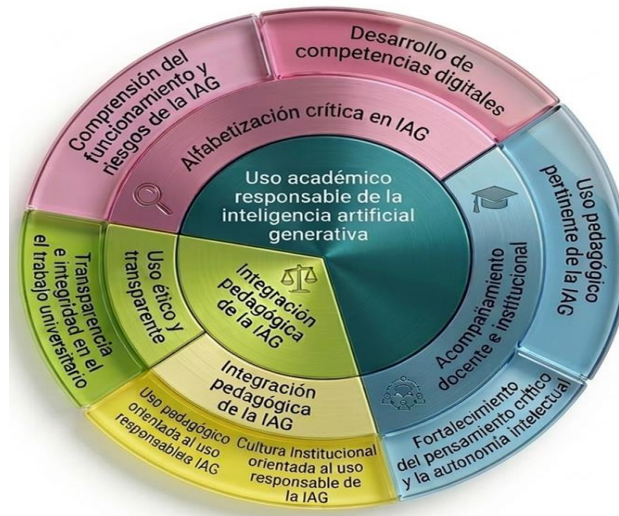 Desarrollo de
competencias digitales
Comprensión del
funcionamiento y
riesgos de la IAG
Alfabetización crítica en IAG
Uso académico
responsable de la
inteligencia artificial
generativa
Uso pedagógico
pertinente de la IAG
Acompañamiento
docente e institucional
Fortalecimiento
del pensamiento crítico
y la autonomía intelectual
Integración
pedagógica
de la IAG
Uso ético y
transparente
Transparencia
e integridad en el
el trabajo universitario
Integración
pedagógica
de la IAG
Uso pedagógico
orientada al uso
IAG
Cultura Institucional
orientada al uso
responsable de
la IAG